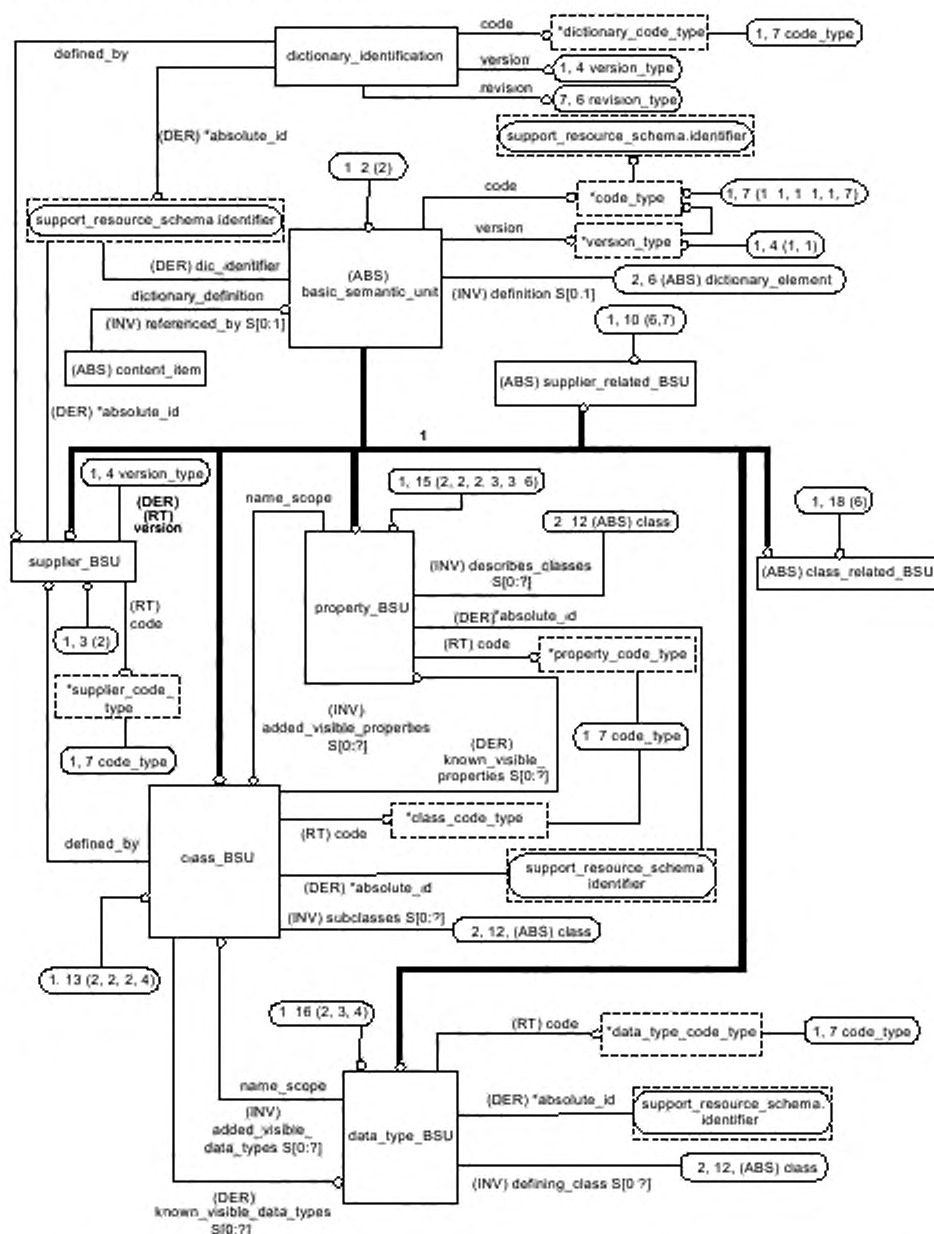 code
*dictionary_code_type
1, 7 code_type
defined_by
dictionary_identification
version
1, 4 version_type
revision
7, 6 revision_type
(DER) *absolute_id
support_resource_schema.identifier
1 2 (2)
code
*code_type
1, 7 (1 1, 1 1, 1, 7)
support_resource_schema.identifier
version
*version_type
1, 4 (1, 1)
(DER) dic_identifier
(ABS)
basic_semantic_unit
2, 6 (ABS) dictionary_element
(INV) definition S[0.1]
dictionary_definition
(INV) referenced_by S[0:1]
1, 10 (6,7)
(ABS) content_item
(ABS) supplier_related_BSU
(DER) *absolute_id
1
1, 4 version_type
(DER)
(RT)
version
name_scope
1, 15 (2, 2, 2 3, 3 6)
1, 18 (6)
2 12 (ABS) class
supplier_BSU
(INV) describes_classes
S[0:?]
(ABS) class_related_BSU
property_BSU
(RT)
code
(DER)*absolute_id
1, 3 (2)
(RT) code
*property_code_type
*supplier_code_
type
(INV)
added_visible_properties
S[0:?]
1 7 code_type
1, 7 code_type
(DER)
known_visible_
properties S[0:?]
*class_code_type
(RT) code
defined_by
class_BSU
support_resource_schema
identifier
(DER) *absolute_id
(INV) subclasses S[0:?]
2, 12, (ABS) class
1. 13 (2, 2, 2, 4)
1 16 (2, 3, 4)
(RT) code
*data_type_code_type
1, 7 code_type
name_scope
(INV)
added_visible_
data_types S[0:?]
data_type_BSU
(DER) *absolute_id
support_resource_schema.
identifier
2, 12, (ABS) class
(INV) defining_class S[0 ?]
(DER)
known_visible_data_types
S[0:?]